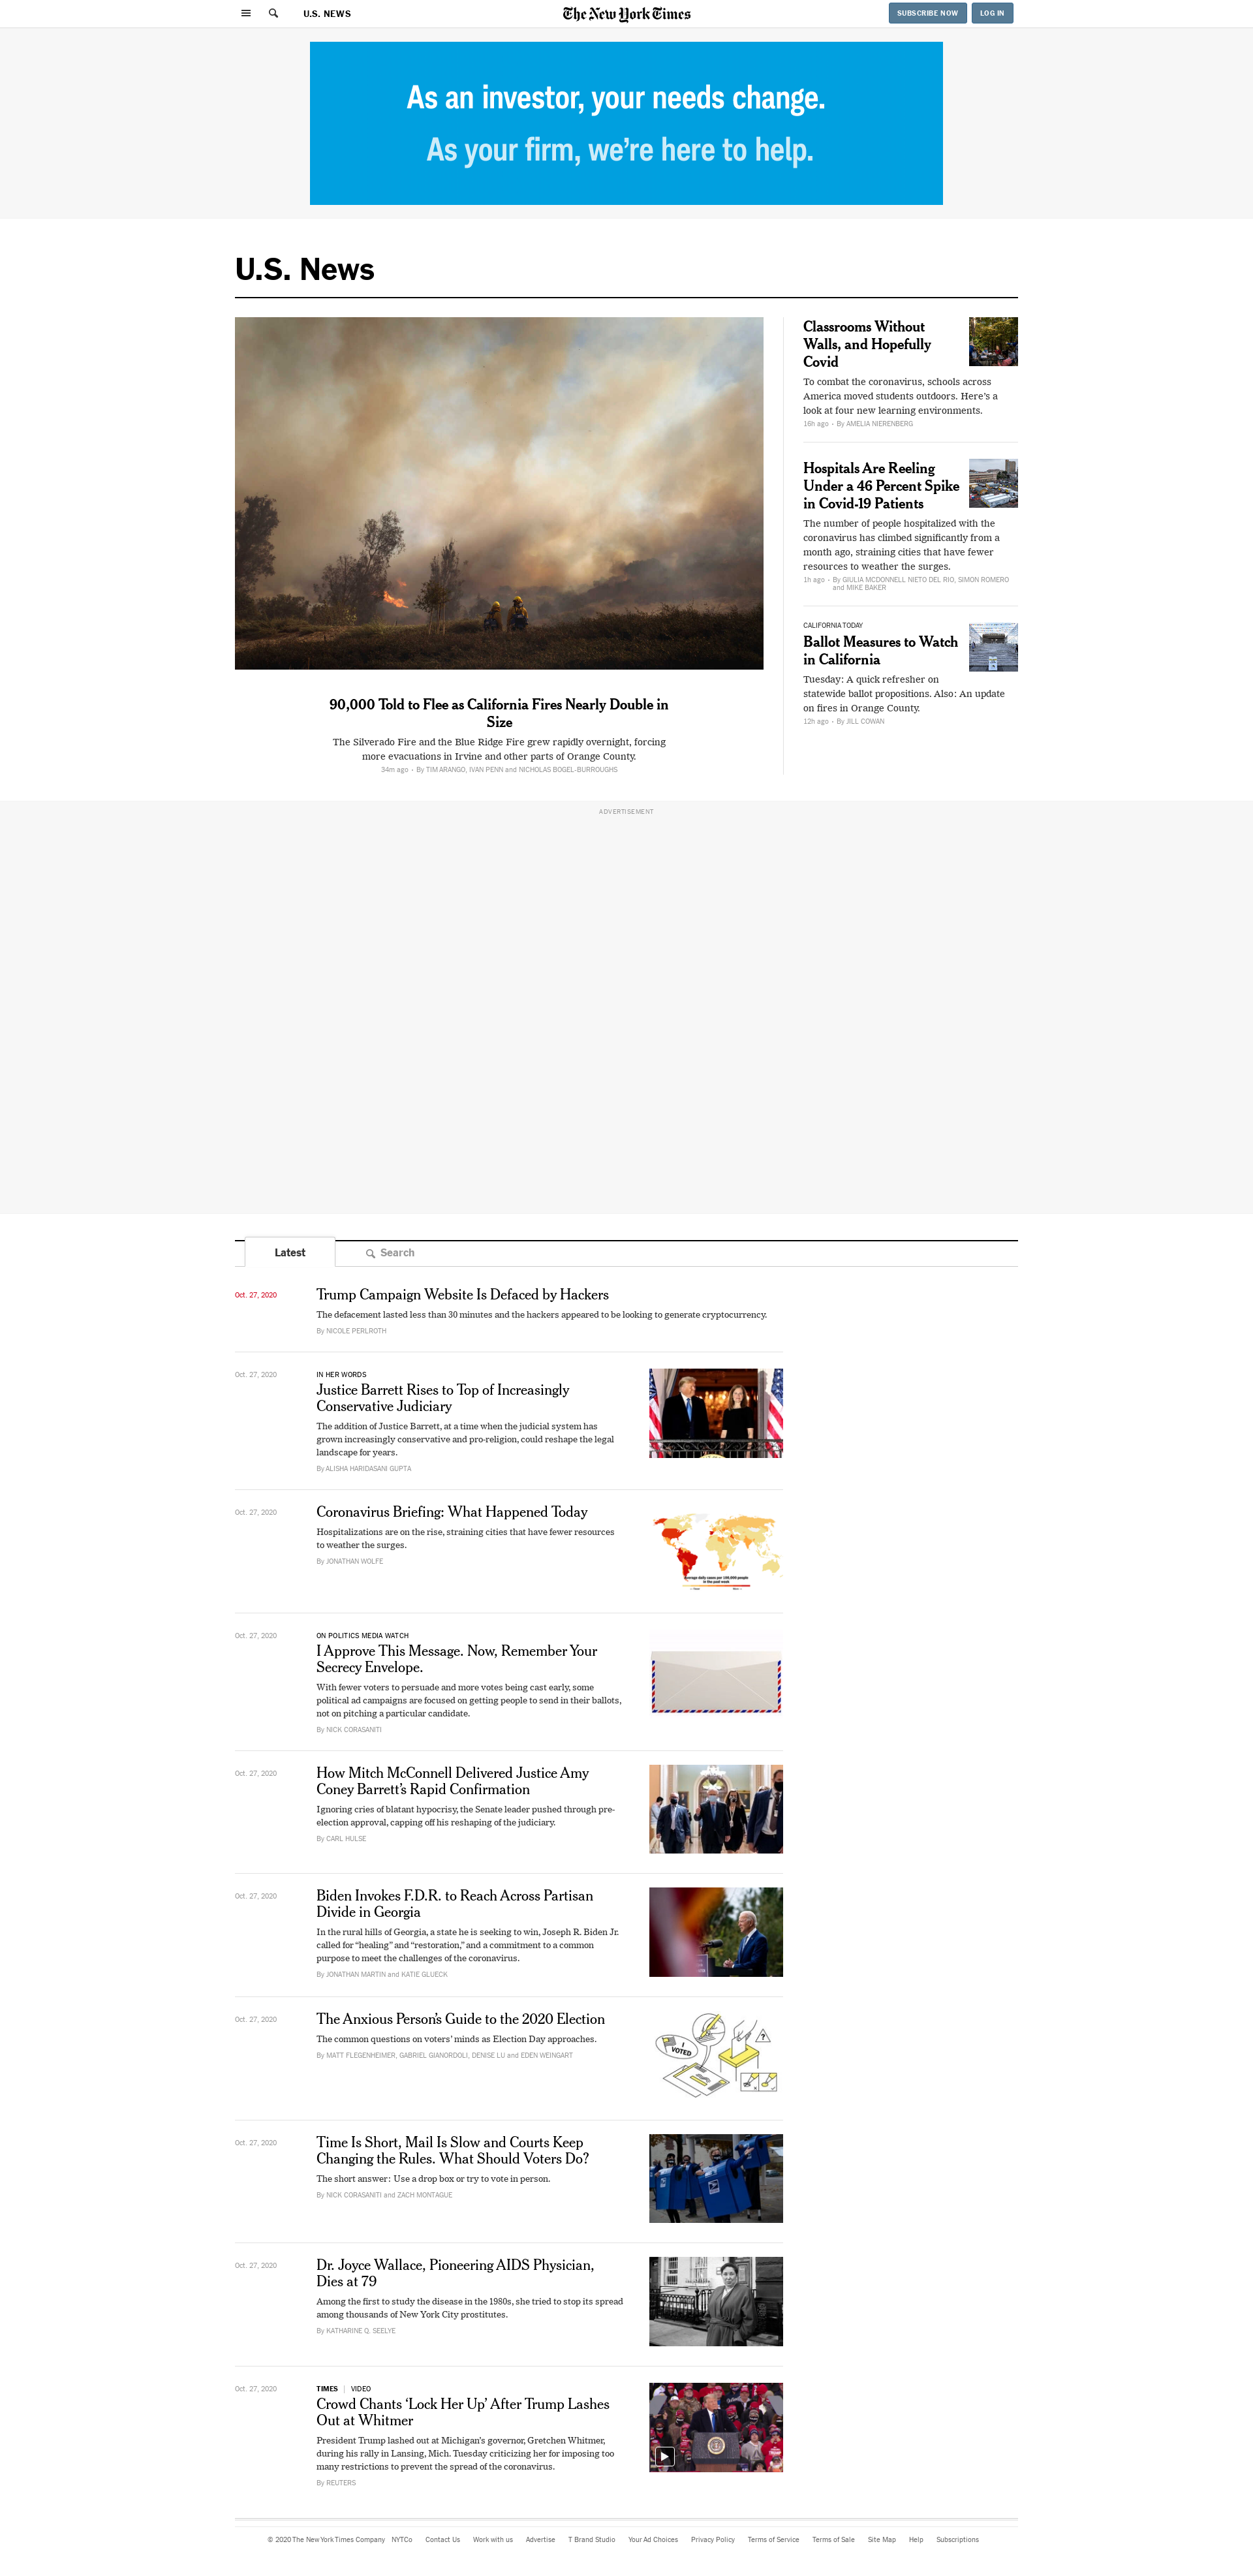 U.S. NEWS
The New York Times
SUBSCRIBE NOW
LOG IN
As an investor, your needs change.
As your firm, we're here to help.
U.S. News
90,000 Told to Flee as California Fires Nearly Double in
Size
The Silverado Fire and the Blue Ridge Fire grew rapidly overnight, forcing
more evacuations in Irvine and other parts of Orange County.
34m ago • By TIM ARANGO, IVAN PENN and NICHOLAS BOGEL-BURROUGHS
Classrooms Without
Walls, and Hopefully
Covid
To combat the coronavirus, schools across
America moved students outdoors. Here's a
look at four new learning environments.
16h ago • By AMELIA NIERENBERG
Hospitals Are Reeling
Under a 46 Percent Spike
in Covid-19 Patients
The number of people hospitalized with the
coronavirus has climbed significantly from a
month ago, straining cities that have fewer
resources to weather the surges.
1h ago • By GIULIA MCDONNELL NIETO DEL RIO, SIMON ROMERO
and MIKE BAKER
CALIFORNIA TODAY
Ballot Measures to Watch
in California
Tuesday: A quick refresher on
statewide ballot propositions. Also: An update
on fires in Orange County.
12h ago • By JILL COWAN
ADVERTISEMENT
Latest
Search
Oct. 27, 2020
Trump Campaign Website Is Defaced by Hackers
The defacement lasted less than 30 minutes and the hackers appeared to be looking to generate cryptocurrency.
By NICOLE PERLROTH
Oct. 27, 2020
IN HER WORDS
Justice Barrett Rises to Top of Increasingly
Conservative Judiciary
The addition of Justice Barrett, at a time when the judicial system has
grown increasingly conservative and pro-religion, could reshape the legal
landscape for years.
By ALISHA HARIDASANI GUPTA
Oct. 27, 2020
Coronavirus Briefing: What Happened Today
Hospitalizations are on the rise, straining cities that have fewer resources
to weather the surges.
By JONATHAN WOLFE
Average daily cases per 100,000 people
in the past week
Oct. 27, 2020
ON POLITICS MEDIA WATCH
I Approve This Message. Now, Remember Your
Secrecy Envelope.
With fewer voters to persuade and more votes being cast early, some
political ad campaigns are focused on getting people to send in their ballots,
not on pitching a particular candidate.
By NICK CORASANITI
Oct. 27, 2020
How Mitch McConnell Delivered Justice Amy
Coney Barrett's Rapid Confirmation
Ignoring cries of blatant hypocrisy, the Senate leader pushed through pre-
election approval, capping off his reshaping of the judiciary.
By CARL HULSE
Oct. 27, 2020
Biden Invokes F.D.R. to Reach Across Partisan
Divide in Georgia
In the rural hills of Georgia, a state he is seeking to win, Joseph R. Biden Jr.
called for “healing” and “restoration,” and a commitment to a common
purpose to meet the challenges of the coronavirus.
By JONATHAN MARTIN and KATIE GLUECK
Oct. 27, 2020
The Anxious Person's Guide to the 2020 Election
The common questions on voters' minds as Election Day approaches.
By MATT FLEGENHEIMER, GABRIEL GIANORDOLI, DENISE LU and EDEN WEINGART
I
VOTED
?
Oct. 27, 2020
Time Is Short, Mail Is Slow and Courts Keep
Changing the Rules. What Should Voters Do?
The short answer: Use a drop box or try to vote in person.
By NICK CORASANITI and ZACH MONTAGUE
Oct. 27, 2020
Dr. Joyce Wallace, Pioneering AIDS Physician,
Dies at 79
Among the first to study the disease in the 1980s, she tried to stop its spread
among thousands of New York City prostitutes.
By KATHARINE Q. SEELYE
Oct. 27, 2020
TIMES | VIDEO
Crowd Chants ‘Lock Her Up’ After Trump Lashes
Out at Whitmer
President Trump lashed out at Michigan's governor, Gretchen Whitmer,
during his rally in Lansing, Mich. Tuesday criticizing her for imposing too
many restrictions to prevent the spread of the coronavirus.
By REUTERS
© 2020 The New York Times Company NYTCo Contact Us Work with us Advertise T Brand Studio Your Ad Choices Privacy Policy Terms of Service Terms of Sale Site Map Help Subscriptions